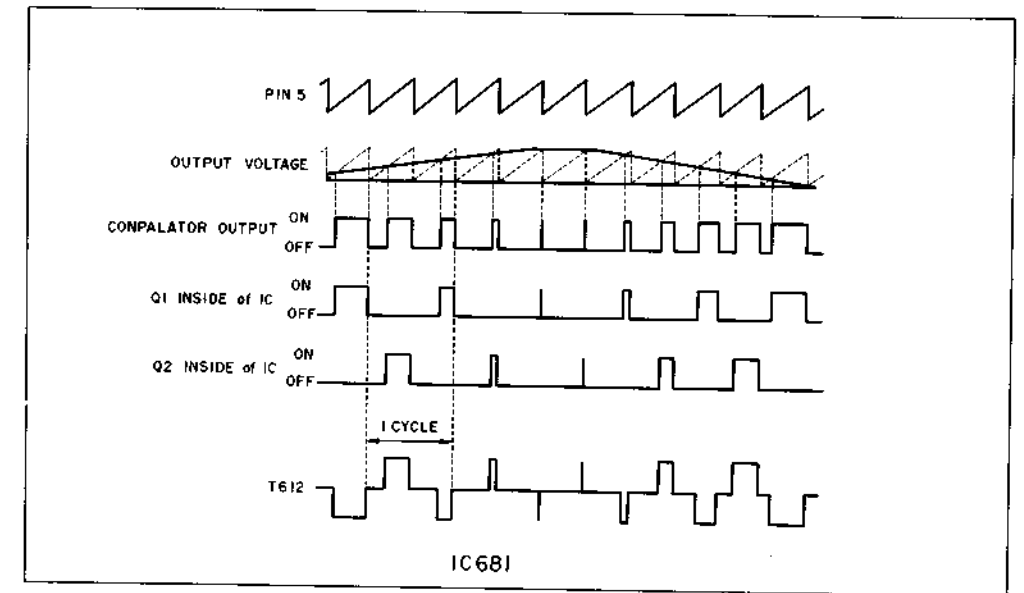 PIN 5
OUTPUT VOLTAGE
CONPALATOR OUTPUT ON
OFF
Q1 INSIDE of IC ON
OFF
Q2 INSIDE of IC ON
OFF
1 CYCLE
T612
IC681